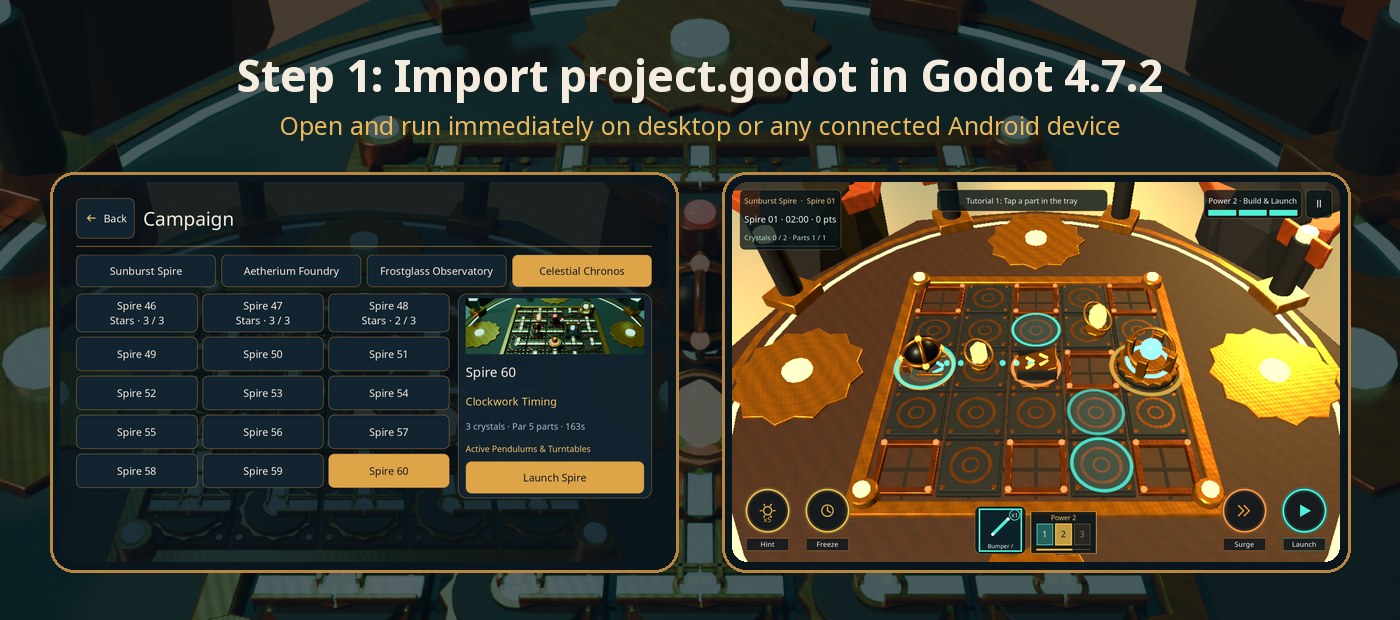 Step 1: Import project.godot in Godot 4.7.2
Open and run immediately on desktop or any connected Android device
← Back
Campaign
Sunburst Spire
Aetherium Foundry
Frostglass Observatory
Celestial Chronos
Spire 46
Stars · 3 / 3
Spire 47
Stars · 3 / 3
Spire 48
Stars · 2 / 3
Spire 49
Spire 50
Spire 51
Spire 52
Spire 53
Spire 54
Spire 55
Spire 56
Spire 57
Spire 58
Spire 59
Spire 60
Spire 60
Clockwork Timing
3 crystals · Par 5 parts · 163s
Active Pendulums & Turntables
Launch Spire
Sunburst Spire · Spire 01
Spire 01 · 02:00 · 0 pts
Crystals 0 / 2 · Parts 1 / 1
Tutorial 1: Tap a part in the tray
Power 2 · Build & Launch
x5
Hint
Freeze
x1
Bumper /
Power 2
1 2 3
Surge
Launch